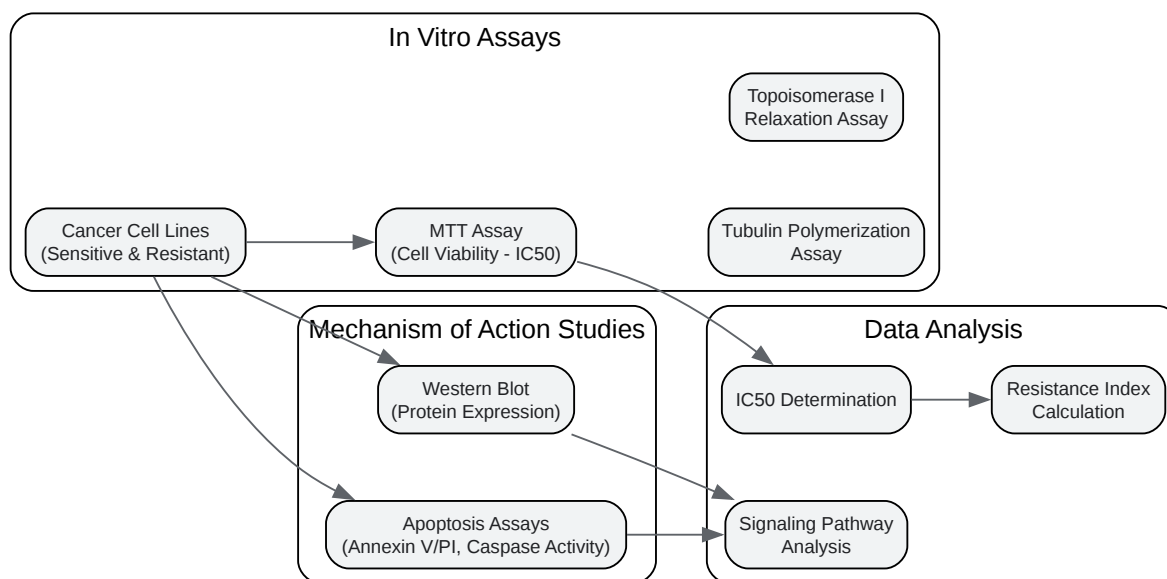 In Vitro Assays
Topoisomerase I
Relaxation Assay
Cancer Cell Lines
(Sensitive & Resistant)
MTT Assay
(Cell Viability - IC50)
Tubulin Polymerization
Assay
Mechanism of Action Studies
Western Blot
(Protein Expression)
Apoptosis Assays
(Annexin V/PI, Caspase Activity)
Data Analysis
IC50 Determination
Resistance Index
Calculation
Signaling Pathway
Analysis